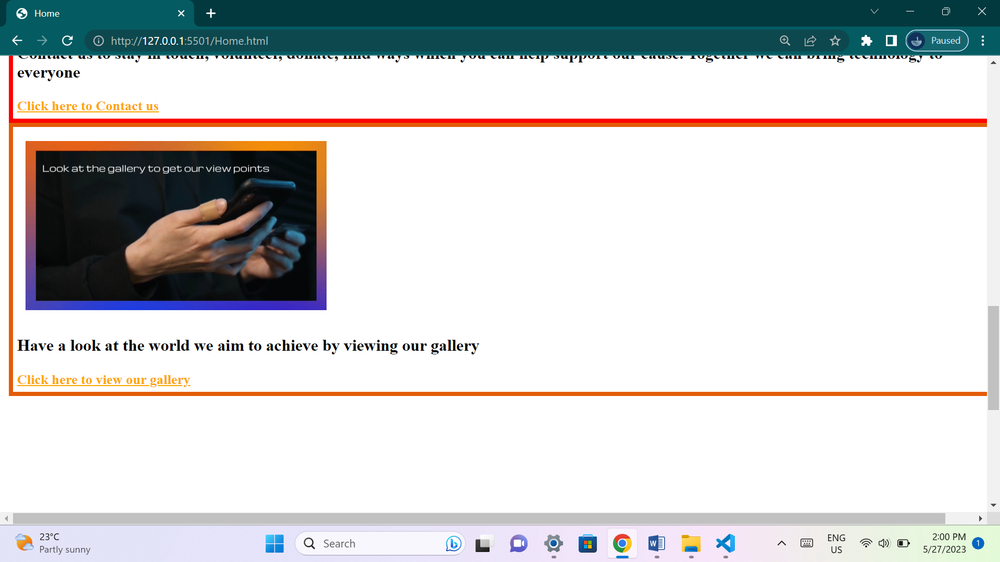 Home
http://127.0.0.1:5501/Home.html
Paused
Contact us to stay in touch, volunteer, donate, find ways which you can help support our cause. Together we can bring technology to
everyone
Click here to Contact us
Look at the gallery to get our view points
Have a look at the world we aim to achieve by viewing our gallery
Click here to view our gallery
23°C
Partly sunny
Search
W
ENG
US
2:00 PM
5/27/2023
1